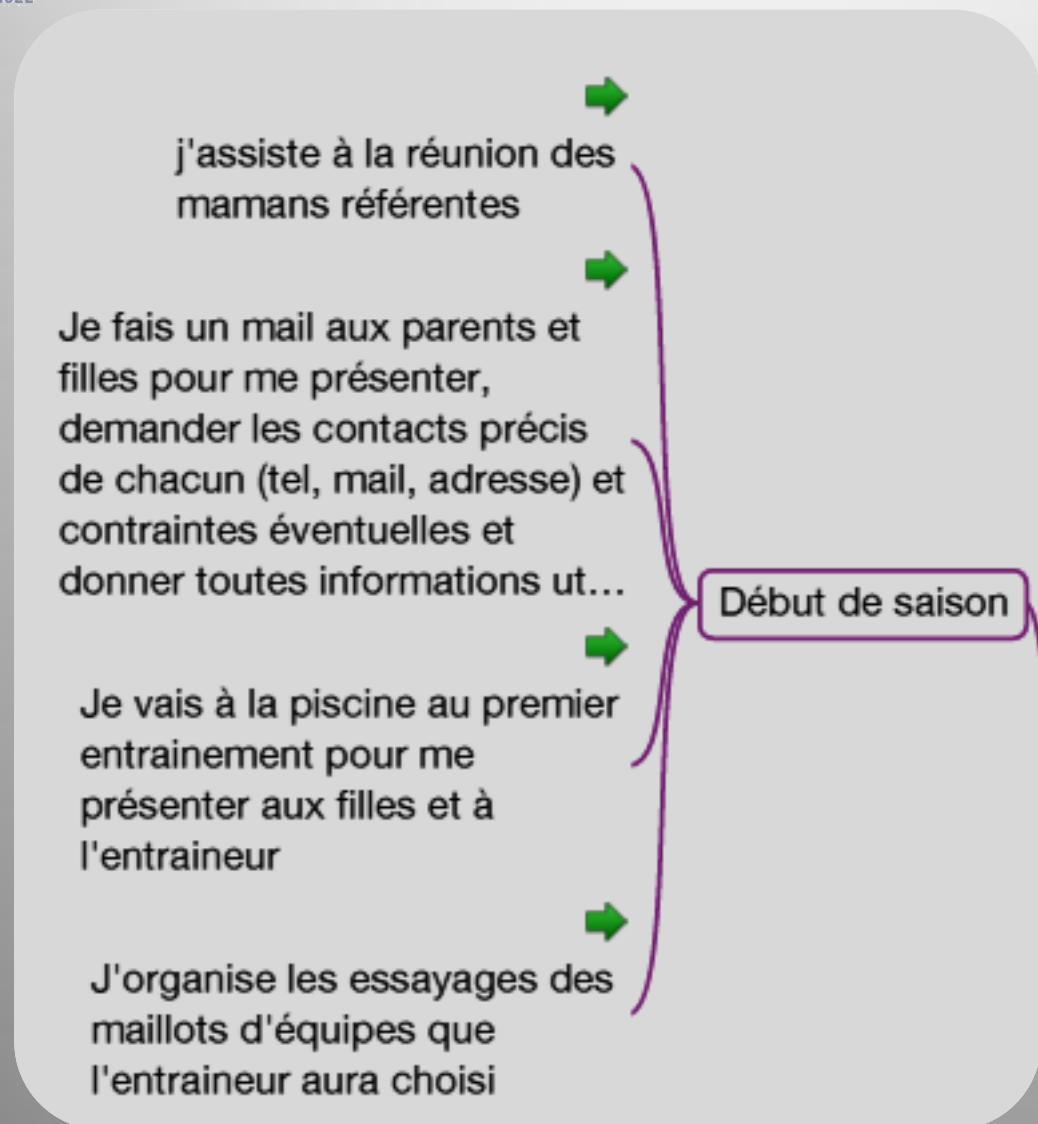 j'assiste à la réunion des
mamans référentes
Je fais un mail aux parents et
filles pour me présenter,
demander les contacts précis
de chacun (tel, mail, adresse) et
contraintes éventuelles et
donner toutes informations ut...
Je vais à la piscine au premier
entrainement pour me
présenter aux filles et à
l'entraineur
J'organise les essayages des
maillots d'équipes que
l'entraineur aura choisi
Début de saison